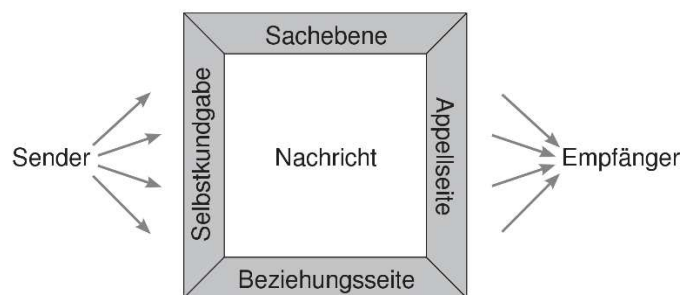 Sachebene
Selbstkundgabe
Appellseite
Sender
Nachricht
Empfänger
Beziehungsseite